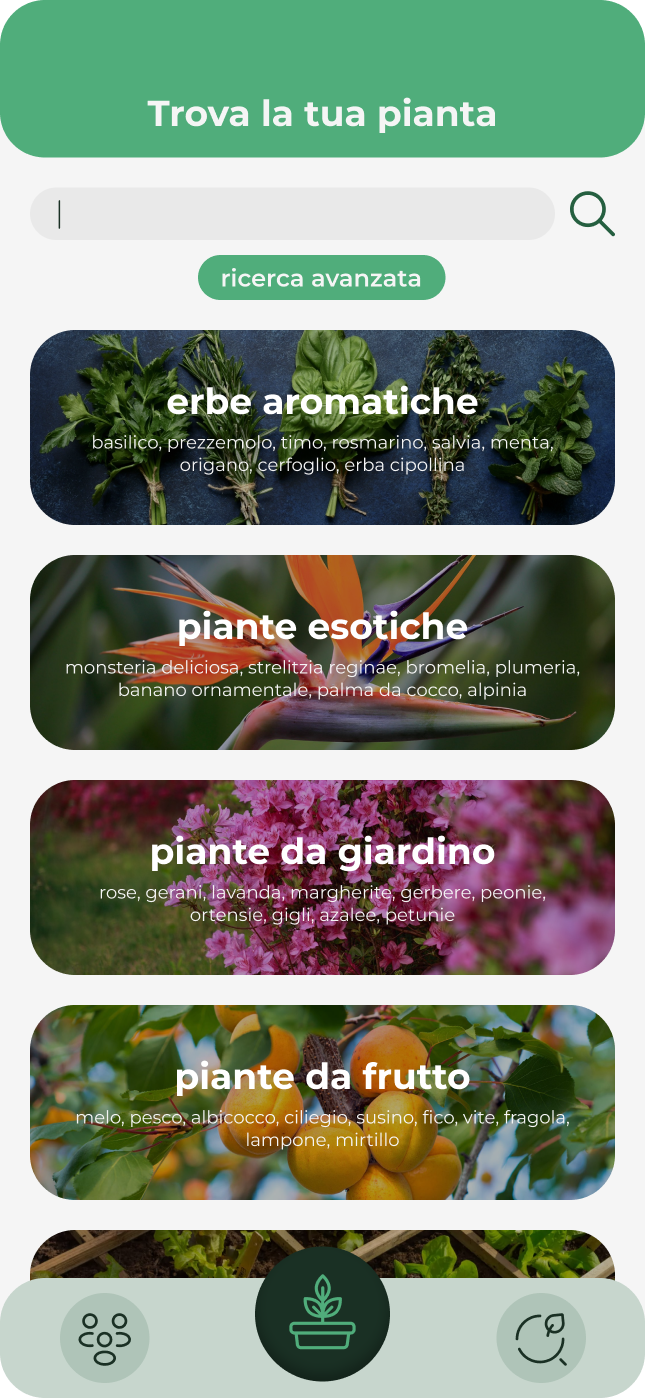 Trova la tua pianta
ricerca avanzata
erbe aromatiche
basilico, prezzemolo, timo, rosmarino, salvia, menta,
origano, cerfoglio, erba cipollina
piante esotiche
monsteria deliciosa, strelitzia reginae, bromelia, plumeria,
banano ornamentale, palma da cocco, alpinia
piante da giardino
rose, gerani, lavanda, margherite, gerbere, peonie,
ortensie, gigli, azalee, petunie
piante da frutto
melo, pesco, albicocco, ciliegio, susino, fico, vite, fragola,
lampone, mirtillo